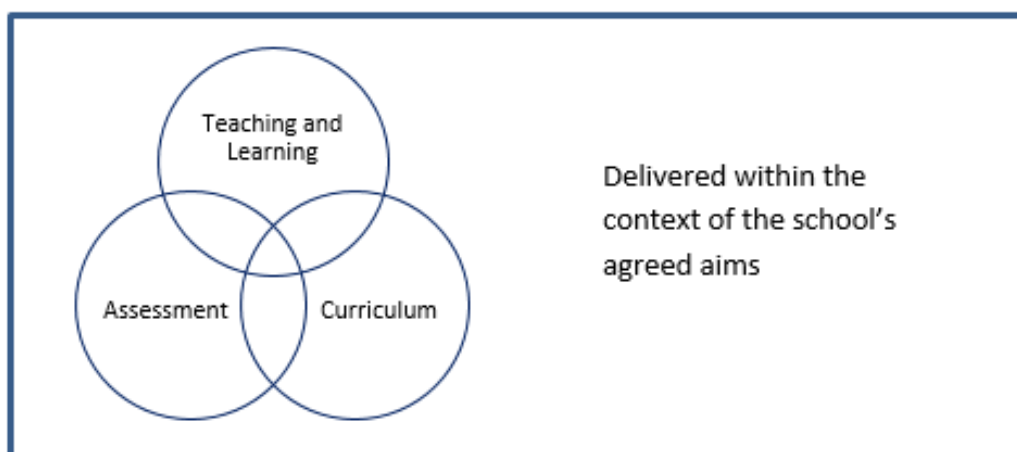 Teaching and
Learning
Assessment
Curriculum
Delivered within the
context of the school’s
agreed aims